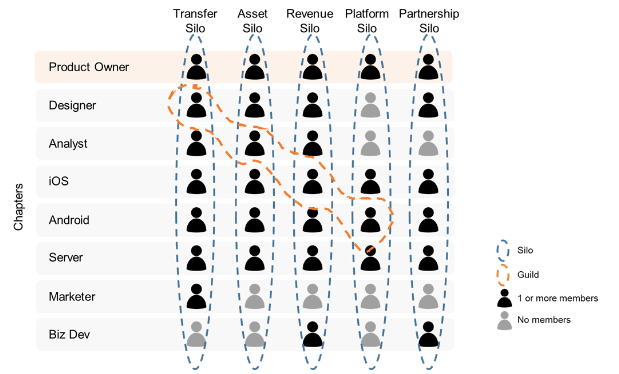 Transfer Silo
Asset Silo
Revenue Silo
Platform Silo
Partnership Silo
Chapters
Product Owner
Designer
Analyst
iOS
Android
Server
Marketer
Biz Dev
Silo
Guild
1 or more members
No members